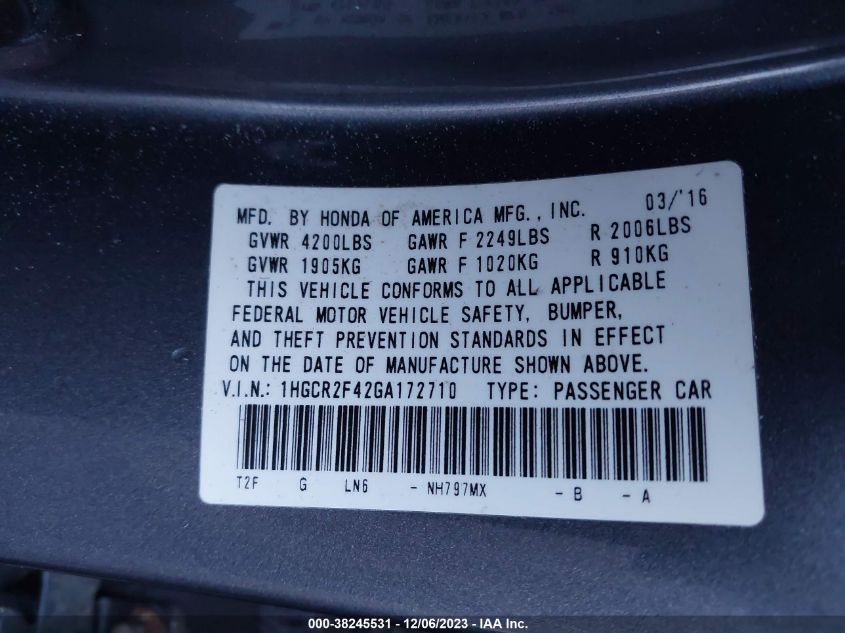 MFD. BY HONDA OF AMERICA MFG., INC. 03/'16
GVWR 4200LBS GAWR F 2249LBS R 2006LBS
GVWR 1905KG GAWR F 1020KG R 910KG
THIS VEHICLE CONFORMS TO ALL APPLICABLE
FEDERAL MOTOR VEHICLE SAFETY, BUMPER,
AND THEFT PREVENTION STANDARDS IN EFFECT
ON THE DATE OF MANUFACTURE SHOWN ABOVE.
V.I.N.: 1HGCR2F42GA172710 TYPE: PASSENGER CAR
T2F G LN6 - NH797MX - B - A
000-38245531 - 12/06/2023 - IAA Inc.